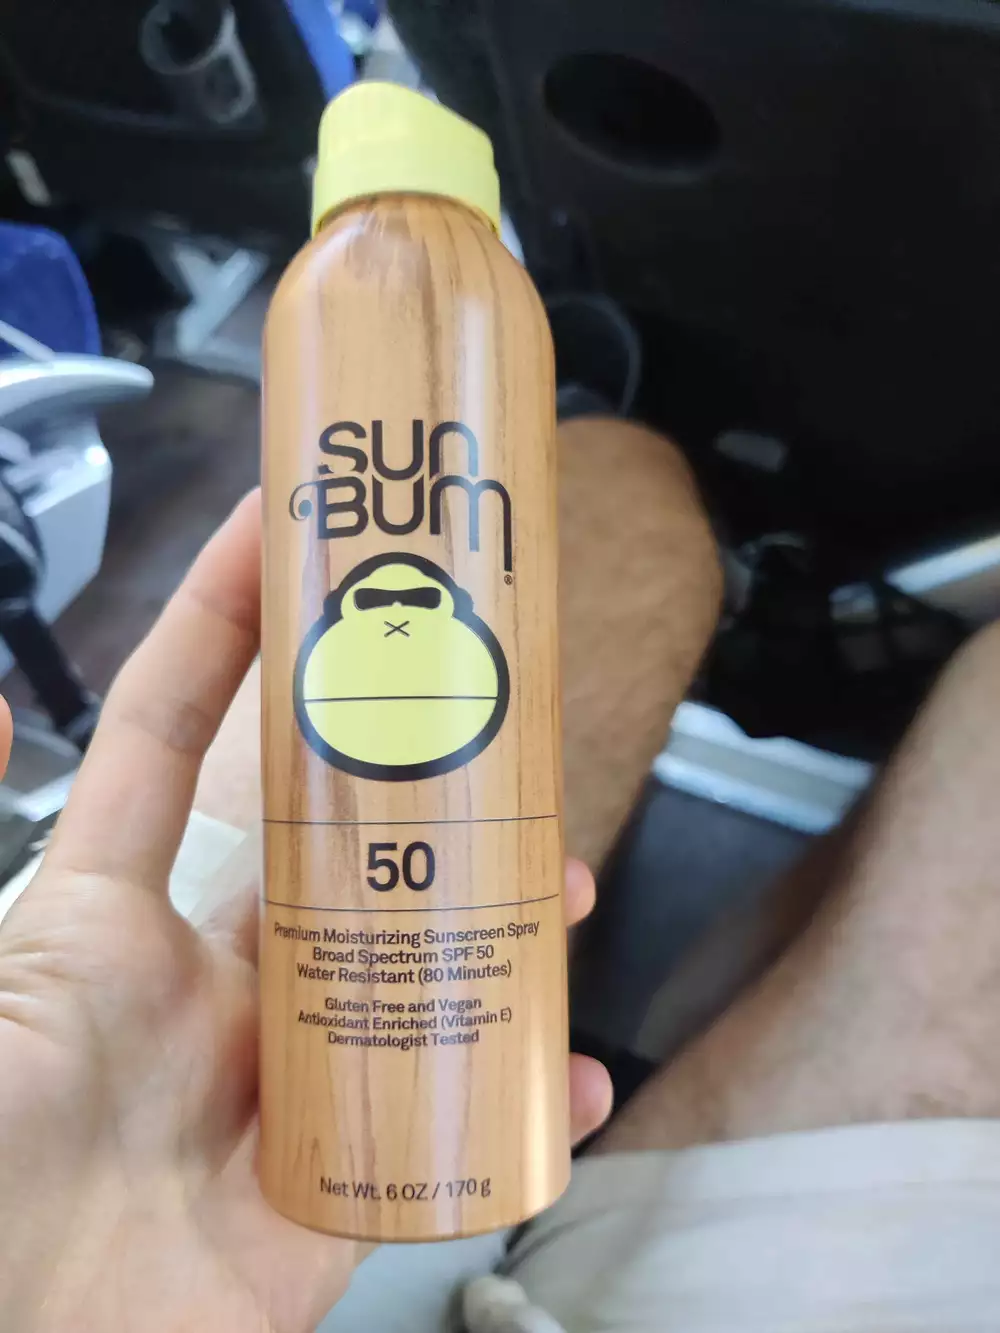 SUN
BUM
®
50
Premium Moisturizing Sunscreen Spray
Broad Spectrum SPF 50
Water Resistant (80 Minutes)
Gluten Free and Vegan
Antioxidant Enriched (Vitamin E)
Dermatologist Tested
Net Wt. 6 OZ / 170 g